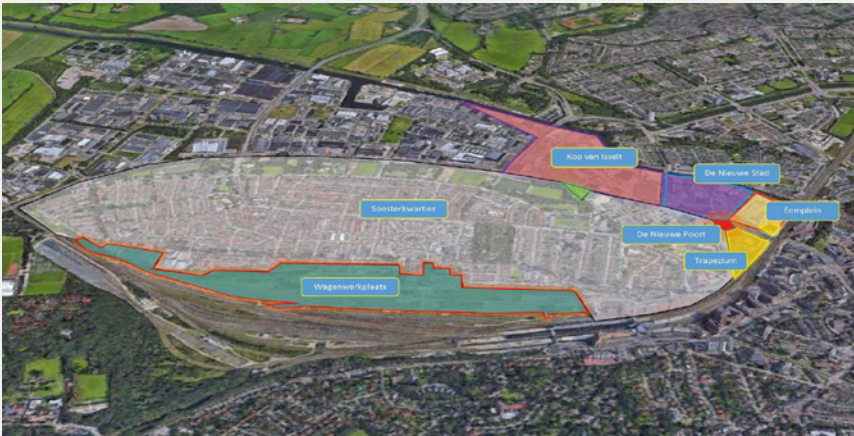 Kop van Isselt
De Nieuwe Stad
Eemplein
Soesterkwartier
De Nieuwe Poort
Trapezium
Wagenwerkplaats